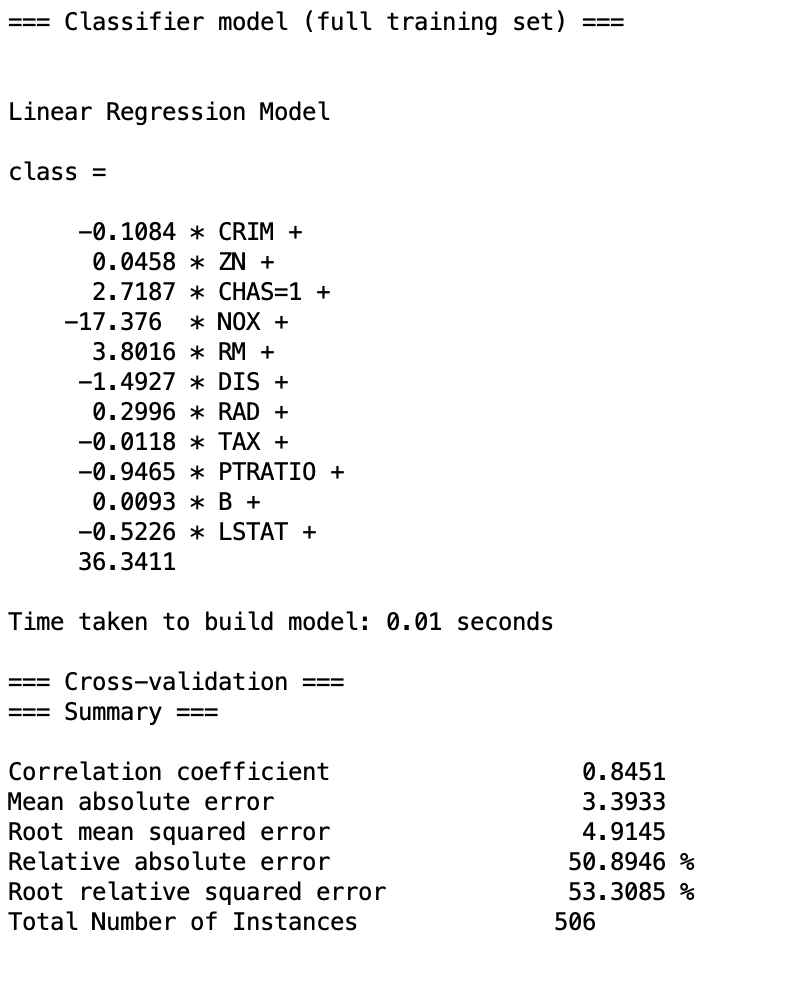 === Classifier model (full training set) ===
Linear Regression Model
class =
-0.1084 * CRIM +
0.0458 * ZN +
2.7187 * CHAS=1 +
-17.376  * NOX +
3.8016 * RM +
-1.4927 * DIS +
0.2996 * RAD +
-0.0118 * TAX +
-0.9465 * PTRATIO +
0.0093 * B +
-0.5226 * LSTAT +
36.3411
Time taken to build model: 0.01 seconds
=== Cross-validation ===
=== Summary ===
Correlation coefficient 0.8451
Mean absolute error 3.3933
Root mean squared error 4.9145
Relative absolute error 50.8946 %
Root relative squared error 53.3085 %
Total Number of Instances 506